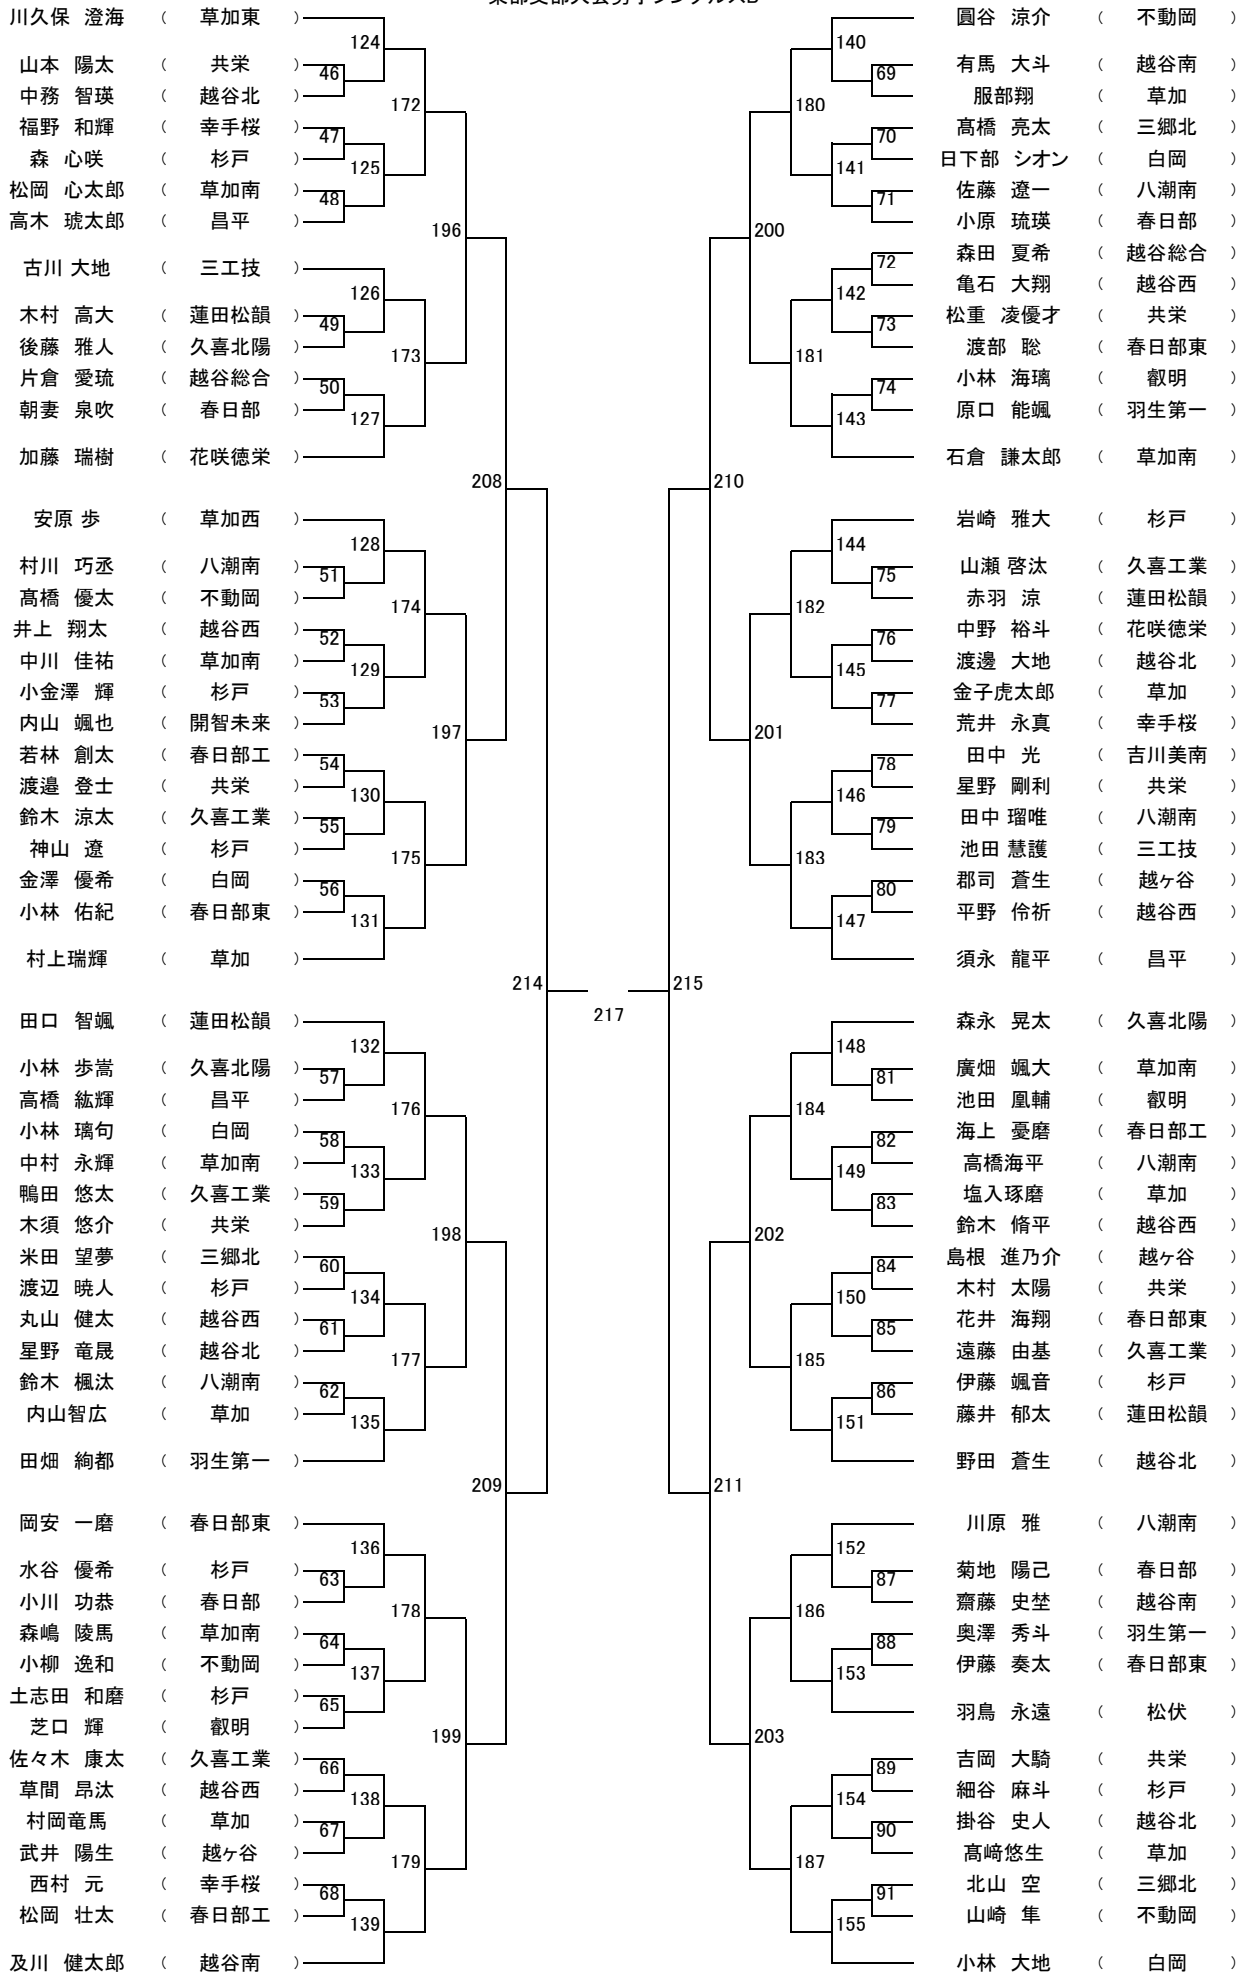 川久保 澄海 （ 草加東 ）
山本 陽太 （ 共栄 ）
中務 智瑛 （ 越谷北 ）
福野 和輝 （ 幸手桜 ）
森 心咲 （ 杉戸 ）
松岡 心太郎 （ 草加南 ）
高木 琥太郎 （ 昌平 ）
古川 大地 （ 三工技 ）
木村 高大 （ 蓮田松韻 ）
後藤 雅人 （ 久喜北陽 ）
片倉 愛琉 （ 越谷総合 ）
朝妻 泉吹 （ 春日部 ）
加藤 瑞樹 （ 花咲徳栄 ）
安原 歩 （ 草加西 ）
村川 巧丞 （ 八潮南 ）
髙橋 優太 （ 不動岡 ）
井上 翔太 （ 越谷西 ）
中川 佳祐 （ 草加南 ）
小金澤 輝 （ 杉戸 ）
内山 颯也 （ 開智未来 ）
若林 創太 （ 春日部工 ）
渡邉 登士 （ 共栄 ）
鈴木 涼太 （ 久喜工業 ）
神山 遼 （ 杉戸 ）
金澤 優希 （ 白岡 ）
小林 佑紀 （ 春日部東 ）
村上瑞輝 （ 草加 ）
田口 智颯 （ 蓮田松韻 ）
小林 歩嵩 （ 久喜北陽 ）
高橋 紘輝 （ 昌平 ）
小林 璃句 （ 白岡 ）
中村 永輝 （ 草加南 ）
鴨田 悠太 （ 久喜工業 ）
木須 悠介 （ 共栄 ）
米田 望夢 （ 三郷北 ）
渡辺 暁人 （ 杉戸 ）
丸山 健太 （ 越谷西 ）
星野 竜晟 （ 越谷北 ）
鈴木 楓汰 （ 八潮南 ）
内山智広 （ 草加 ）
田畑 絢都 （ 羽生第一 ）
岡安 一磨 （ 春日部東 ）
水谷 優希 （ 杉戸 ）
小川 功恭 （ 春日部 ）
森嶋 陵馬 （ 草加南 ）
小柳 逸和 （ 不動岡 ）
土志田 和磨 （ 杉戸 ）
芝口 輝 （ 叡明 ）
佐々木 康太 （ 久喜工業 ）
草間 昂汰 （ 越谷西 ）
村岡竜馬 （ 草加 ）
武井 陽生 （ 越ヶ谷 ）
西村 元 （ 幸手桜 ）
松岡 壮太 （ 春日部工 ）
及川 健太郎 （ 越谷南 ）
46
47
48
49
50
51
52
53
54
55
56
57
58
59
60
61
62
63
64
65
66
67
68
124
125
126
127
128
129
130
131
132
133
134
135
136
137
138
139
172
173
174
175
176
177
178
179
196
197
198
199
208
209
214
217
215
210
211
200
201
202
203
180
181
182
183
184
185
186
187
140
141
142
143
144
145
146
147
148
149
150
151
152
153
154
155
69
70
71
72
73
74
75
76
77
78
79
80
81
82
83
84
85
86
87
88
89
90
91
圓谷 涼介 （ 不動岡 ）
有馬 大斗 （ 越谷南 ）
服部翔 （ 草加 ）
髙橋 亮太 （ 三郷北 ）
日下部 シオン （ 白岡 ）
佐藤 遼一 （ 八潮南 ）
小原 琉瑛 （ 春日部 ）
森田 夏希 （ 越谷総合 ）
亀石 大翔 （ 越谷西 ）
松重 凌優才 （ 共栄 ）
渡部 聡 （ 春日部東 ）
小林 海璃 （ 叡明 ）
原口 能颯 （ 羽生第一 ）
石倉 謙太郎 （ 草加南 ）
岩崎 雅大 （ 杉戸 ）
山瀬 啓汰 （ 久喜工業 ）
赤羽 涼 （ 蓮田松韻 ）
中野 裕斗 （ 花咲徳栄 ）
渡邊 大地 （ 越谷北 ）
金子虎太郎 （ 草加 ）
荒井 永真 （ 幸手桜 ）
田中 光 （ 吉川美南 ）
星野 剛利 （ 共栄 ）
田中 瑠唯 （ 八潮南 ）
池田 慧護 （ 三工技 ）
郡司 蒼生 （ 越ヶ谷 ）
平野 伶祈 （ 越谷西 ）
須永 龍平 （ 昌平 ）
森永 晃太 （ 久喜北陽 ）
廣畑 颯大 （ 草加南 ）
池田 凰輔 （ 叡明 ）
海上 憂磨 （ 春日部工 ）
高橋海平 （ 八潮南 ）
塩入琢磨 （ 草加 ）
鈴木 脩平 （ 越谷西 ）
島根 進乃介 （ 越ヶ谷 ）
木村 太陽 （ 共栄 ）
花井 海翔 （ 春日部東 ）
遠藤 由基 （ 久喜工業 ）
伊藤 颯音 （ 杉戸 ）
藤井 郁太 （ 蓮田松韻 ）
野田 蒼生 （ 越谷北 ）
川原 雅 （ 八潮南 ）
菊地 陽己 （ 春日部 ）
齋藤 史埜 （ 越谷南 ）
奥澤 秀斗 （ 羽生第一 ）
伊藤 奏太 （ 春日部東 ）
羽鳥 永遠 （ 松伏 ）
吉岡 大騎 （ 共栄 ）
細谷 麻斗 （ 杉戸 ）
掛谷 史人 （ 越谷北 ）
髙﨑悠生 （ 草加 ）
北山 空 （ 三郷北 ）
山崎 隼 （ 不動岡 ）
小林 大地 （ 白岡 ）